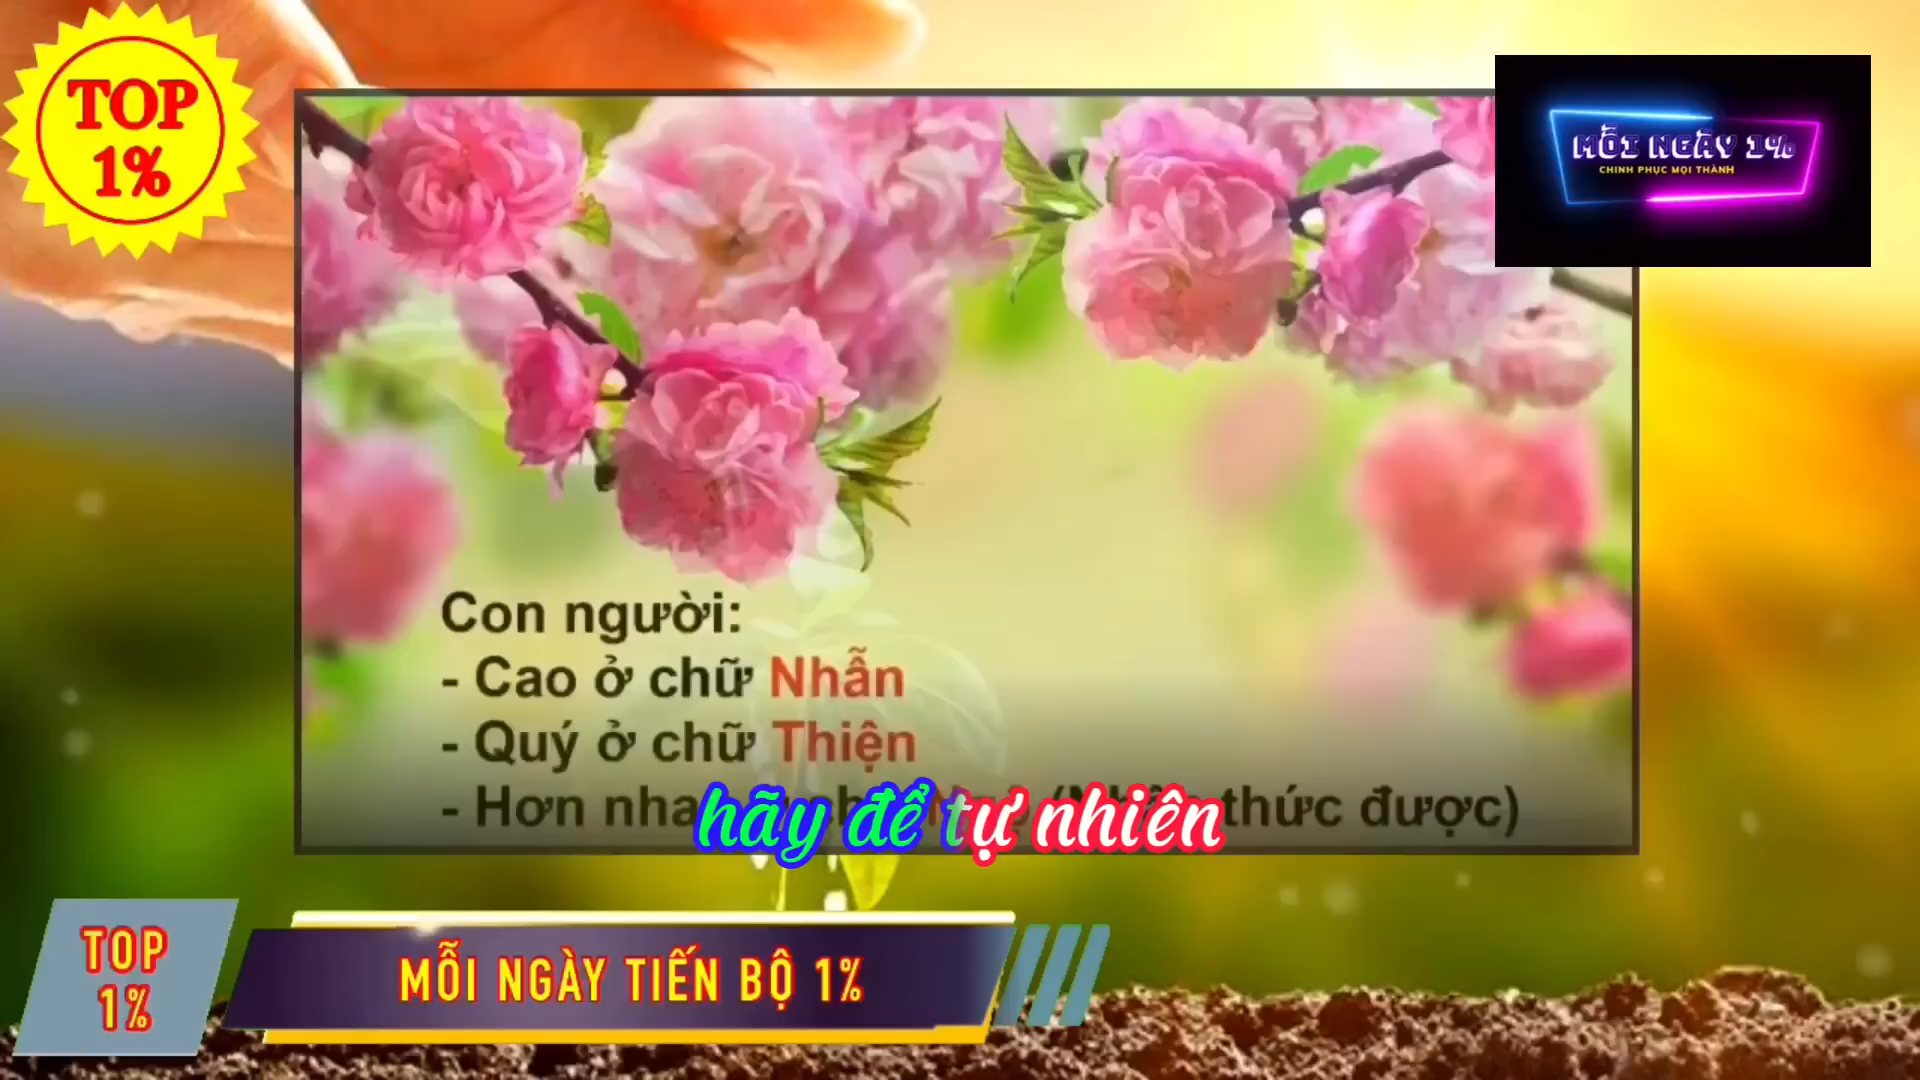 TOP
1%
MỖI NGÀY 1%
CHINH PHỤC MỌI THÀNH
Con người:
- Cao ở chữ Nhẫn
- Quý ở chữ Thiện
- Hơn thức được)
hãy để tự nhiên
TOP
1%
MỖI NGÀY TIẾN BỘ 1%